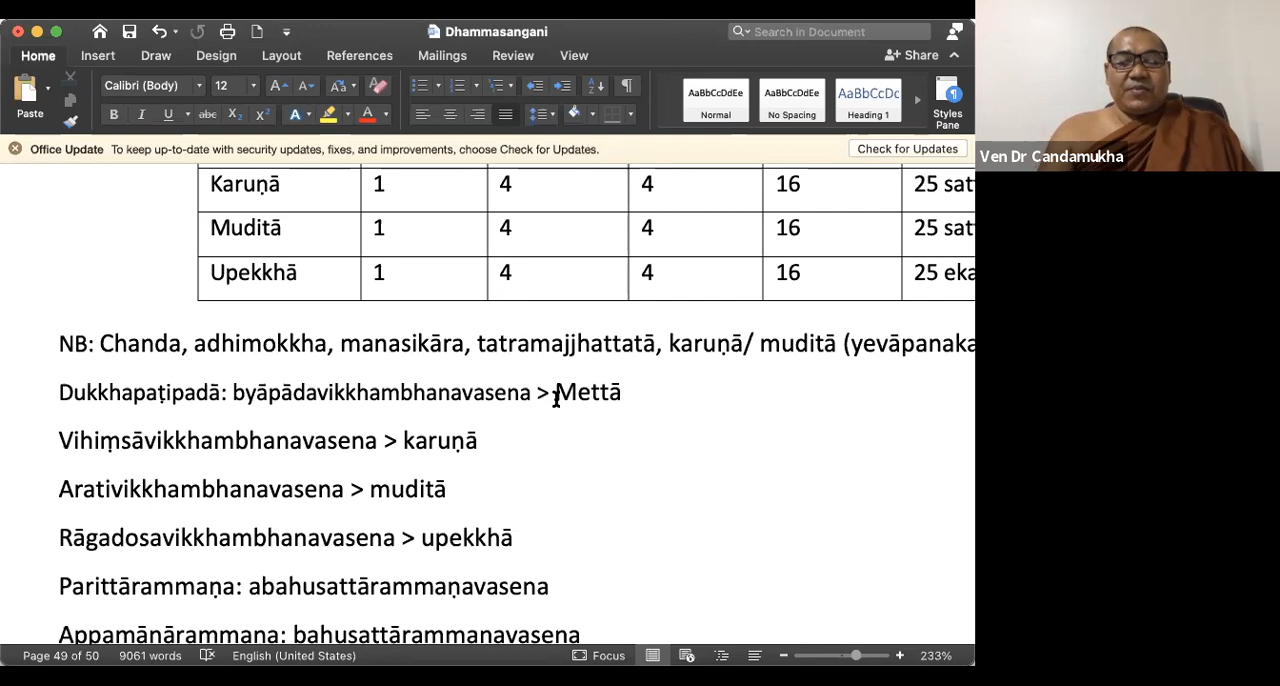 Dhammasangani
Search in Document
Home Insert Draw Design Layout References Mailings Review View Share
Calibri (Body) 12
Paste
AaBbCcDdEe AaBbCcDdEe AaBbCcDc
Normal No Spacing Heading 1
Styles Pane
Office Update To keep up-to-date with security updates, fixes, and improvements, choose Check for Updates. Check for Updates
Ven Dr Candamukha
Karuṇā 1 4 4 16 25
Muditā 1 4 4 16 25
Upekkhā 1 4 4 16 25
NB: Chanda, adhimokkha, manasikāra, tatramajjhattatā, karuṇā/ muditā (yevāpanaka
Dukkhapaṭipadā: byāpādavikkhambhanavasena > Mettā
Vihiṃsāvikkhambhanavasena > karuṇā
Arativikkhambhanavasena > muditā
Rāgadosavikkhambhanavasena > upekkhā
Parittārammaṇa: abahusattārammaṇavasena
Appamānārammana: bahusattārammanavasena
Page 49 of 50 9061 words English (United States) Focus 233%